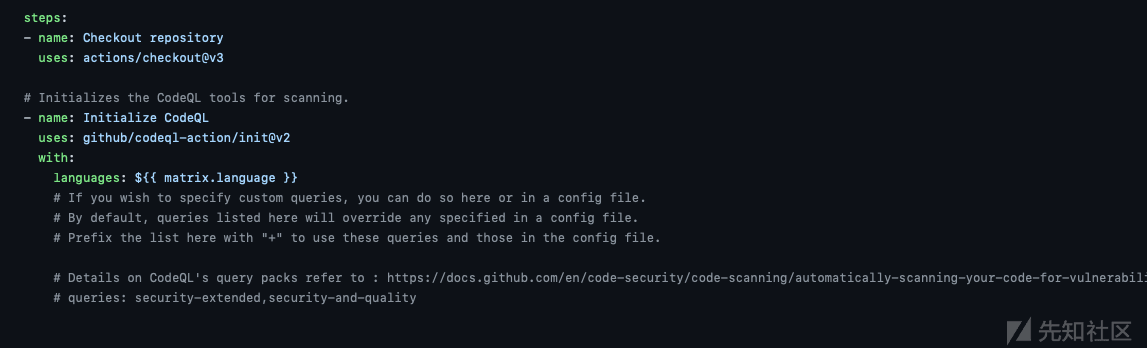 steps:
- name: Checkout repository
  uses: actions/checkout@v3

# Initializes the CodeQL tools for scanning.
- name: Initialize CodeQL
  uses: github/codeql-action/init@v2
  with:
    languages: ${{ matrix.language }}
    # If you wish to specify custom queries, you can do so here or in a config file.
    # By default, queries listed here will override any specified in a config file.
    # Prefix the list here with "+" to use these queries and those in the config file.

    # Details on CodeQL's query packs refer to : https://docs.github.com/en/code-security/code-scanning/automatically-scanning-your-code-for-vulnerabili
    # queries: security-extended,security-and-quality
先知社区